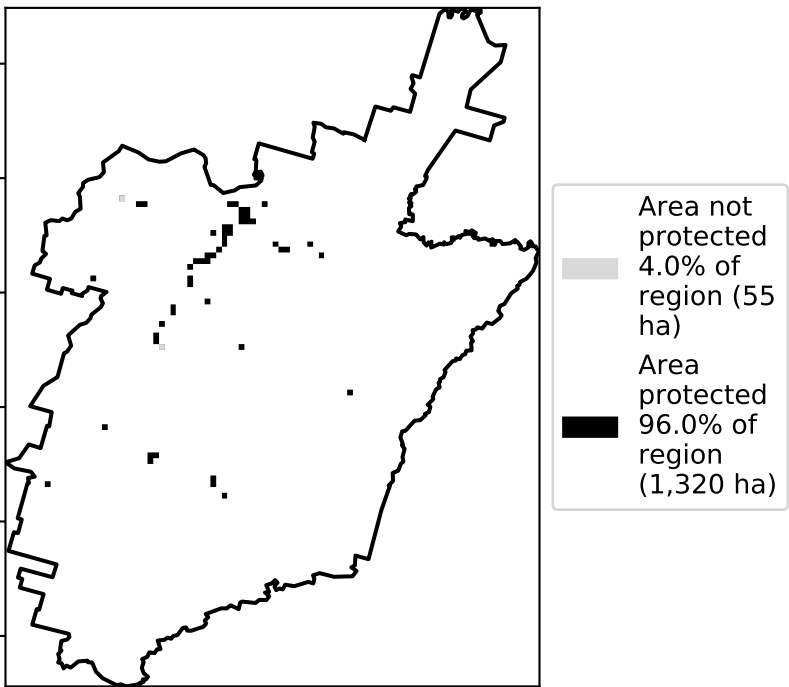 Area not
protected
4.0% of
region (55
ha)
Area
protected
96.0% of
region
(1,320 ha)